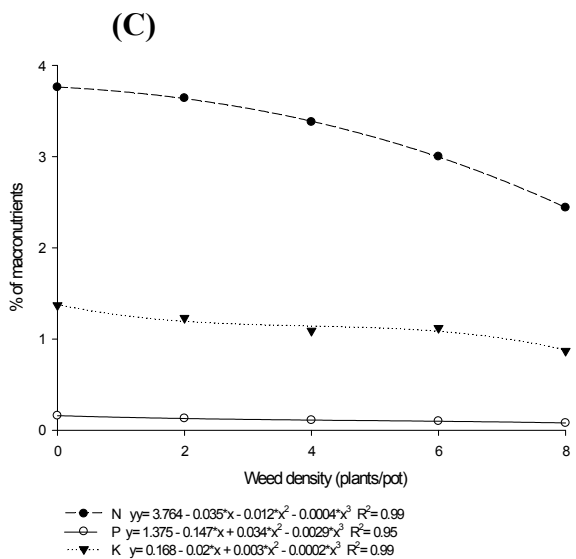 (C)
4
3
2
1
0
% of macronutrients
0 2 4 6 8
Weed density (plants/pot)
N yy= 3.764 - 0.035*x - 0.012*x² - 0.0004*x³ R²= 0.99
P y= 1.375 - 0.147*x + 0.034*x² - 0.0029*x³ R²= 0.95
K y= 0.168 - 0.02*x + 0.003*x² - 0.0002*x³ R²= 0.99